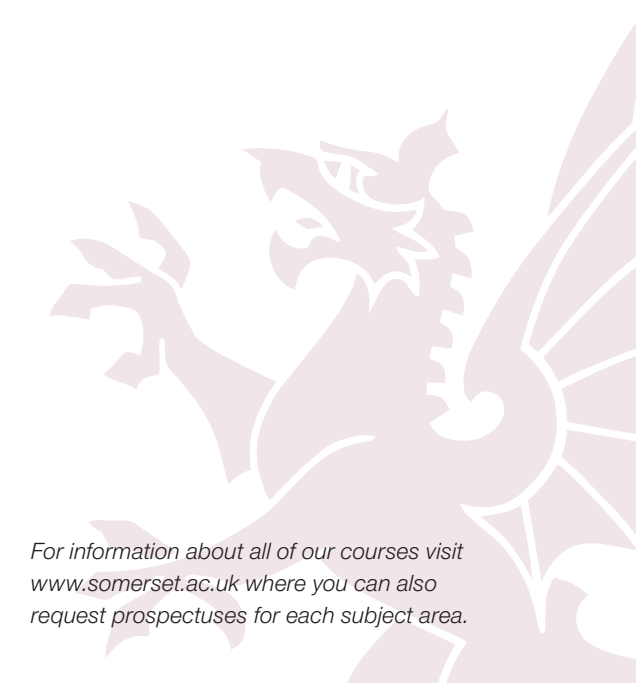 For information about all of our courses visit
www.somerset.ac.uk where you can also
request prospectuses for each subject area.